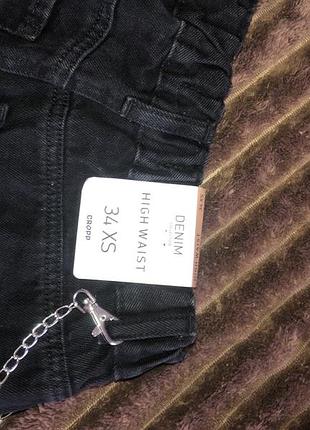 DENIM
HIGH WAIST
34 XS
CROPP